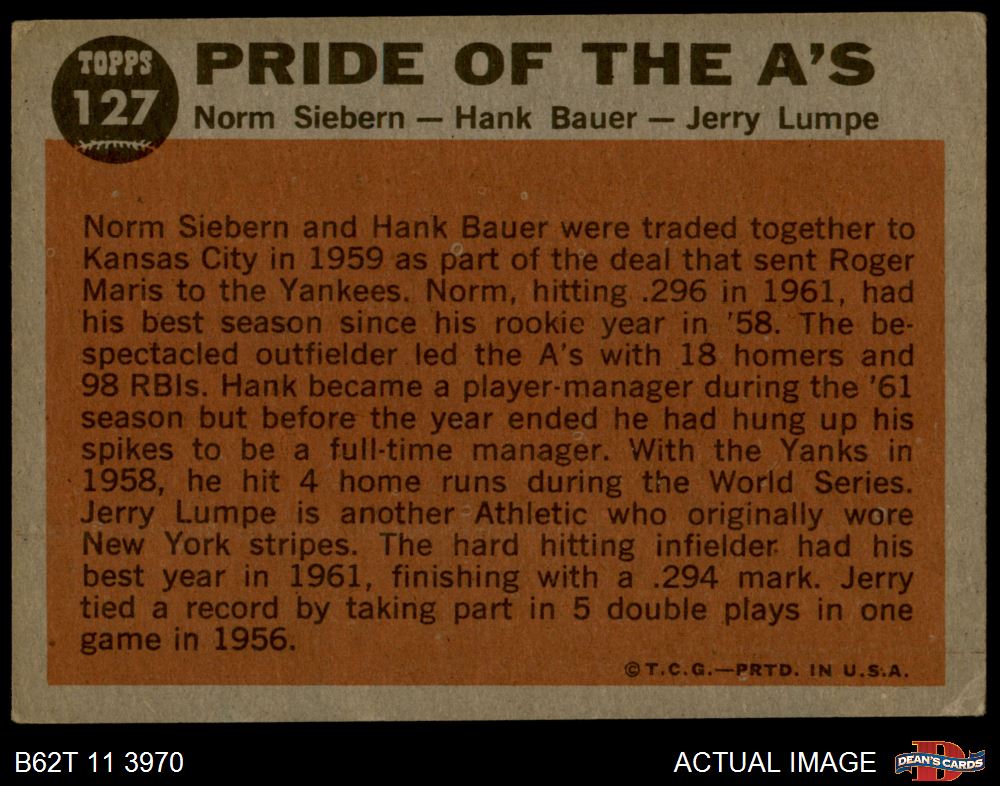 TOPPS
127
PRIDE OF THE A'S
Norm Siebern — Hank Bauer — Jerry Lumpe
Norm Siebern and Hank Bauer were traded together to
Kansas City in 1959 as part of the deal that sent Roger
Maris to the Yankees. Norm, hitting .296 in 1961, had
his best season since his rookie year in '58. The be-
spectacled outfielder led the A's with 18 homers and
98 RBIs. Hank became a player-manager during the '61
season but before the year ended he had hung up his
spikes to be a full-time manager. With the Yanks in
1958, he hit 4 home runs during the World Series.
Jerry Lumpe is another Athletic who originally wore
New York stripes. The hard hitting infielder had his
best year in 1961, finishing with a .294 mark. Jerry
tied a record by taking part in 5 double plays in one
game in 1956.
©T.C.G.—PRTD. IN U.S.A.
B62T 11 3970
ACTUAL IMAGE
D
DEAN'S CARDS